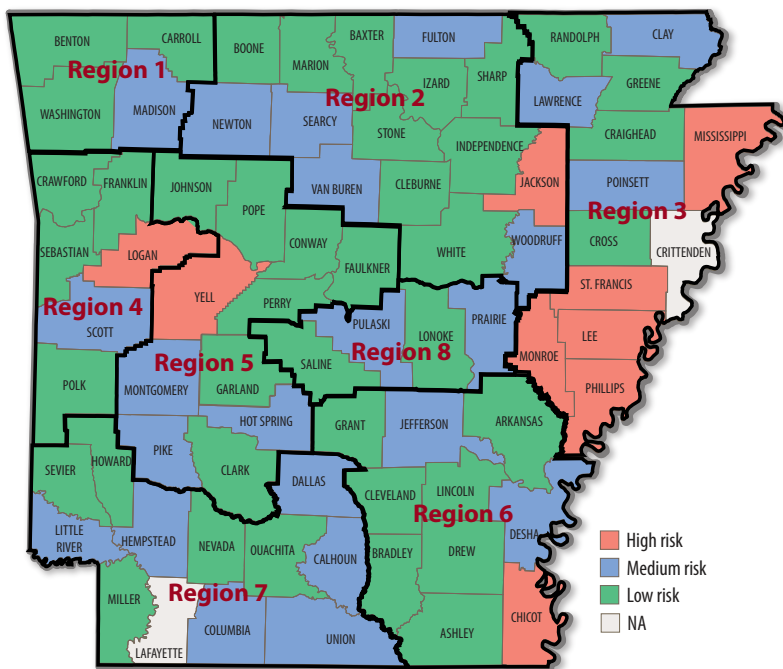 BENTON
CARROLL
BOONE
MARION
BAXTER
FULTON
RANDOLPH
CLAY
Region 1
WASHINGTON
MADISON
NEWTON
SEARCY
Region 2
IZARD
SHARP
STONE
INDEPENDENCE
LAWRENCE
GREENE
CRAIGHEAD
MISSISSIPPI
CRAWFORD
FRANKLIN
JOHNSON
POPE
VAN BUREN
CLEBURNE
JACKSON
POINSETT
Region 3
SEBASTIAN
LOGAN
CONWAY
FAULKNER
WHITE
WOODRUFF
CROSS
CRITTENDEN
Region 4
SCOTT
YELL
PERRY
PULASKI
LONOKE
PRAIRIE
ST. FRANCIS
MONROE
LEE
PHILLIPS
Region 5
SALINE
Region 8
POLK
MONTGOMERY
GARLAND
HOT SPRING
GRANT
JEFFERSON
ARKANSAS
SEVIER
HOWARD
PIKE
CLARK
DALLAS
CLEVELAND
LINCOLN
Region 6
DESHA
LITTLE
RIVER
HEMPSTEAD
NEVADA
OUACHITA
CALHOUN
BRADLEY
DREW
MILLER
Region 7
LAFAYETTE
COLUMBIA
UNION
ASHLEY
CHICOT
High risk
Medium risk
Low risk
NA